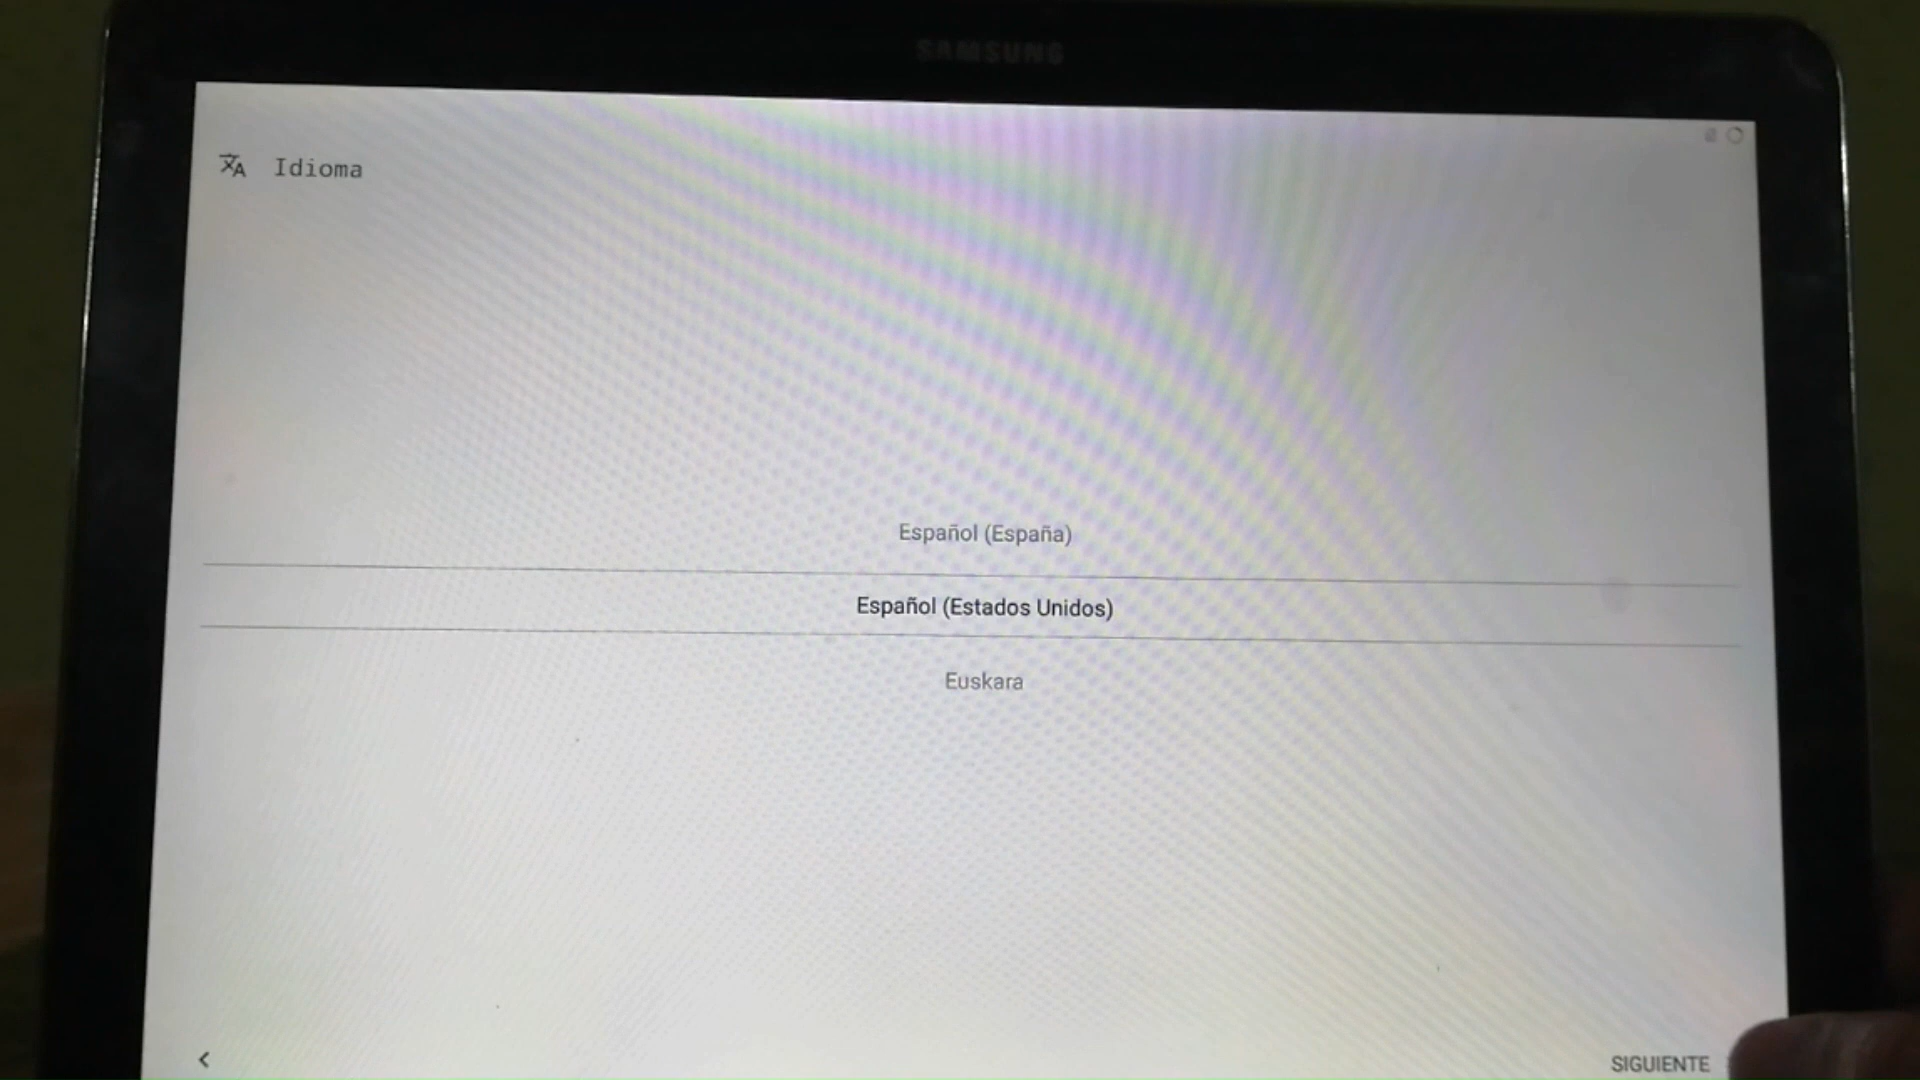 SAMSUNG
Idioma
Español (España)
Español (Estados Unidos)
Euskara
SIGUIENTE